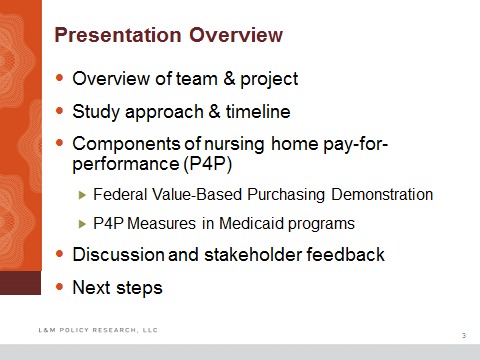 Presentation Overview
Overview of team & project
Study approach & timeline
Components of nursing home pay-for-
performance (P4P)
Federal Value-Based Purchasing Demonstration
P4P Measures in Medicaid programs
Discussion and stakeholder feedback
Next steps
L&M POLICY RESEARCH, LLC
3